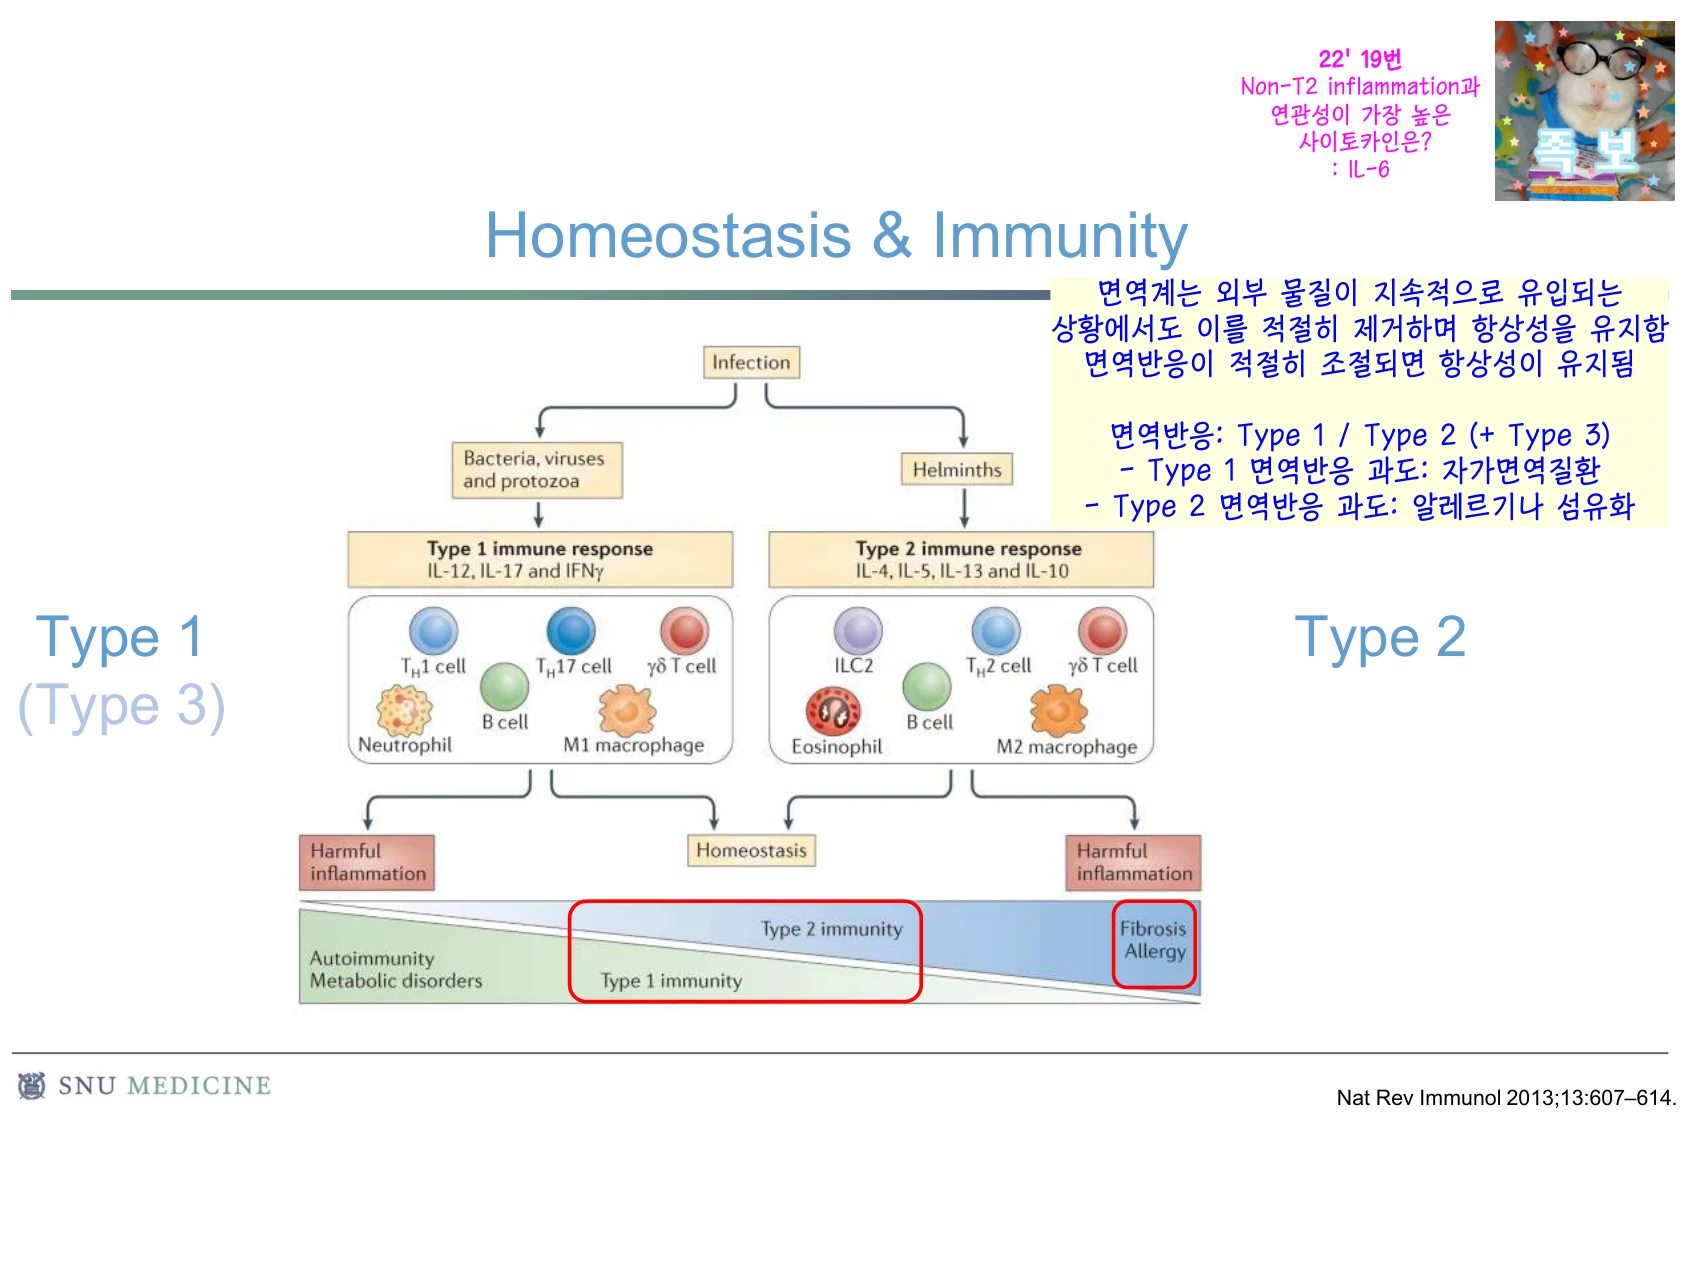 22' 19번
Non-T2 inflammation과
연관성이 가장 높은
사이토카인은?
: IL-6
족보
Homeostasis & Immunity
면역계는 외부 물질이 지속적으로 유입되는
상황에서도 이를 적절히 제거하며 항상성을 유지함
면역반응이 적절히 조절되면 항상성이 유지됨
면역반응: Type 1 / Type 2 (+ Type 3)
- Type 1 면역반응 과도: 자가면역질환
- Type 2 면역반응 과도: 알레르기나 섬유화
Infection
Bacteria, viruses
and protozoa
Helminths
Type 1 immune response
IL-12, IL-17 and IFNγ
Type 2 immune response
IL-4, IL-5, IL-13 and IL-10
Type 1
(Type 3)
TH1 cell
TH17 cell
γδ T cell
B cell
Neutrophil
M1 macrophage
ILC2
TH2 cell
γδ T cell
B cell
Eosinophil
M2 macrophage
Type 2
Harmful
inflammation
Homeostasis
Harmful
inflammation
Type 2 immunity
Fibrosis
Allergy
Autoimmunity
Metabolic disorders
Type 1 immunity
SNU MEDICINE
Nat Rev Immunol 2013;13:607–614.